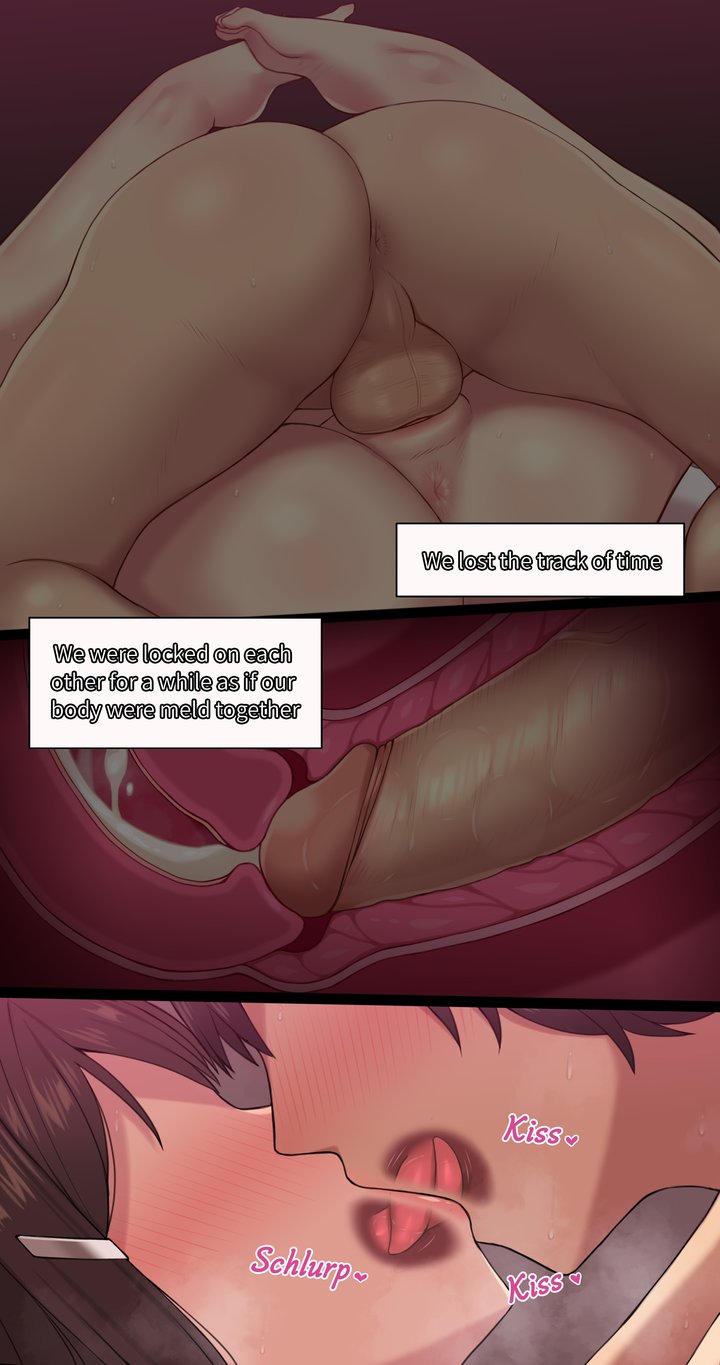 We lost the track of time
We were locked on each
other for a while as if our
body were meld together
Kiss
Schlurp
Kiss